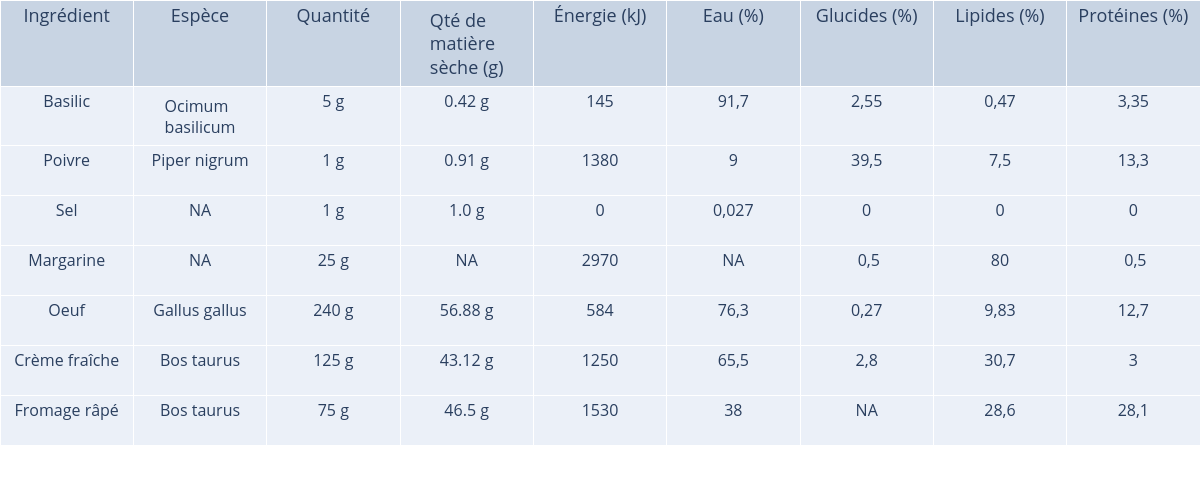 Ingrédient Espèce Quantité Qté de matière sèche (g) Énergie (kJ) Eau (%) Glucides (%) Lipides (%) Protéines (%)
Basilic Ocimum basilicum 5 g 0.42 g 145 91,7 2,55 0,47 3,35
Poivre Piper nigrum 1 g 0.91 g 1380 9 39,5 7,5 13,3
Sel NA 1 g 1.0 g 0 0,027 0 0 0
Margarine NA 25 g NA 2970 NA 0,5 80 0,5
Oeuf Gallus gallus 240 g 56.88 g 584 76,3 0,27 9,83 12,7
Crème fraîche Bos taurus 125 g 43.12 g 1250 65,5 2,8 30,7 3
Fromage râpé Bos taurus 75 g 46.5 g 1530 38 NA 28,6 28,1